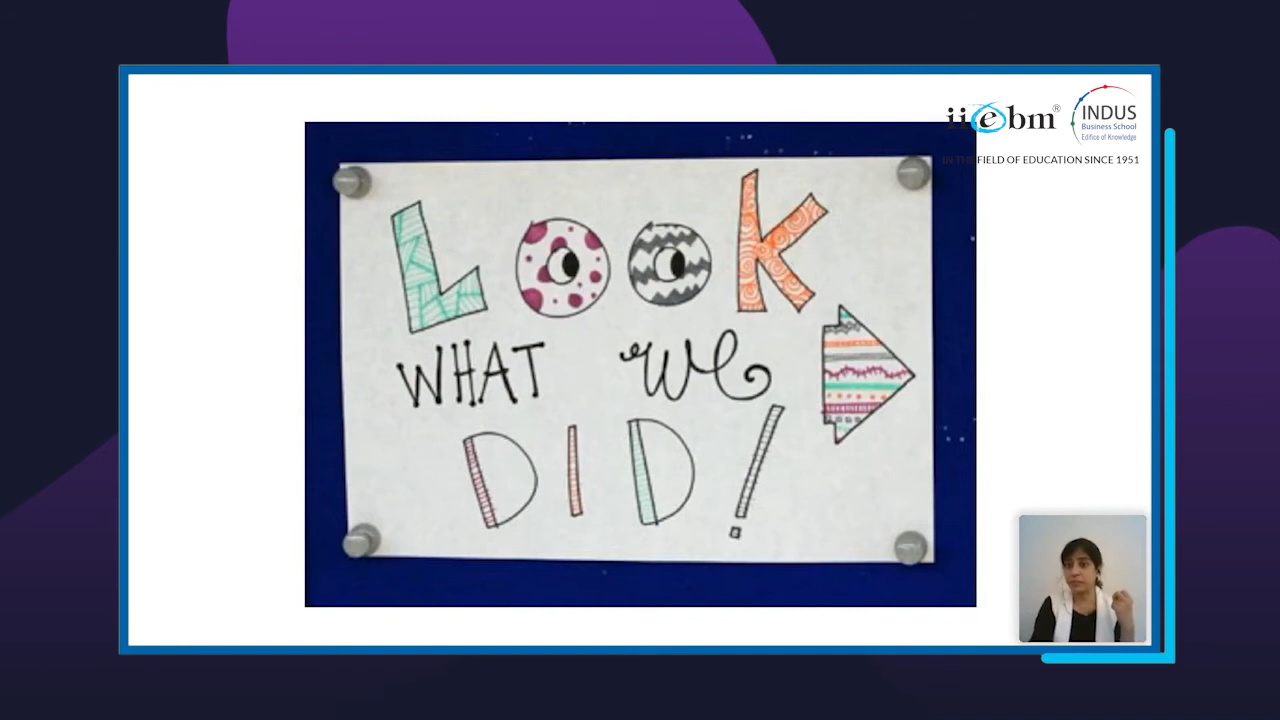 iiebm®
INDUS
Business School
Edifice of Knowledge
IN THE FIELD OF EDUCATION SINCE 1951
LOOK
WHAT we
DID!